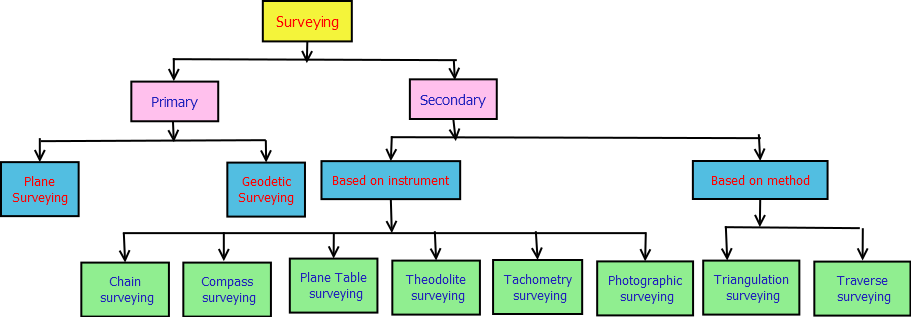 Surveying
Primary
Secondary
Plane
Surveying
Geodetic
Surveying
Based on instrument
Based on method
Chain
surveying
Compass
surveying
Plane Table
surveying
Theodolite
surveying
Tachometry
surveying
Photographic
surveying
Triangulation
surveying
Traverse
surveying